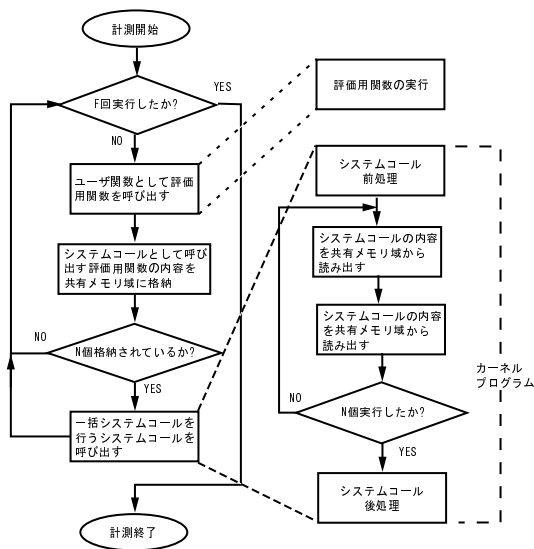 計測開始
F回実行したか?
YES
NO
ユーザ関数として評価
用関数を呼び出す
システムコールとして呼び
出す評価用関数の内容を
共有メモリ域に格納
NO
N個格納されているか?
YES
一括システムコールを
行うシステムコールを
呼び出す
計測終了
評価用関数の実行
システムコール
前処理
システムコールの内容
を共有メモリ域から
読み出す
システムコールの内容
を共有メモリ域から
読み出す
NO
N個実行したか?
YES
システムコール
後処理
カーネル
プログラム